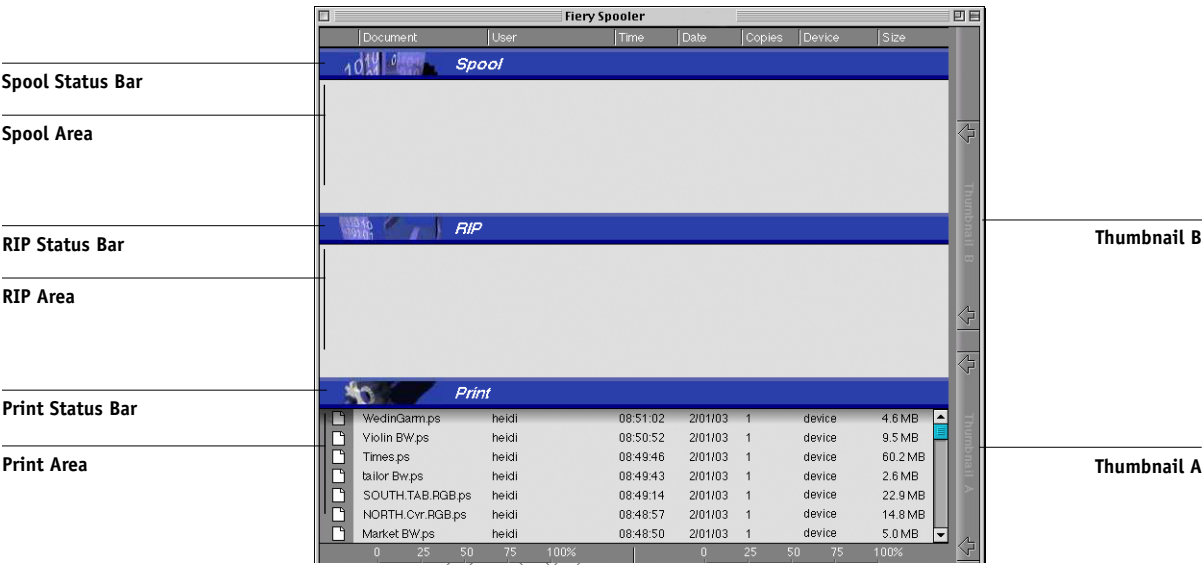 Fiery Spooler
Document User Time Date Copies Device Size
Spool
Spool Status Bar
Spool Area
Thumbnail B
RIP
RIP Status Bar
Thumbnail B
RIP Area
Print
Print Status Bar
WedinGarm.ps heidi 08:51:02 2/01/03 1 device 4.6 MB
Violin BW.ps heidi 08:50:52 2/01/03 1 device 9.5 MB
Times.ps heidi 08:49:46 2/01/03 1 device 60.2 MB
Print Area
Thumbnail A
Thumbnail A
tailor Bw.ps heidi 08:49:43 2/01/03 1 device 2.6 MB
SOUTH.TAB.RGB.ps heidi 08:49:14 2/01/03 1 device 22.9 MB
NORTH.Cvr.RGB.ps heidi 08:48:57 2/01/03 1 device 14.8 MB
Market BW.ps heidi 08:48:50 2/01/03 1 device 5.0 MB
0 25 50 75 100% 0 25 50 75 100%